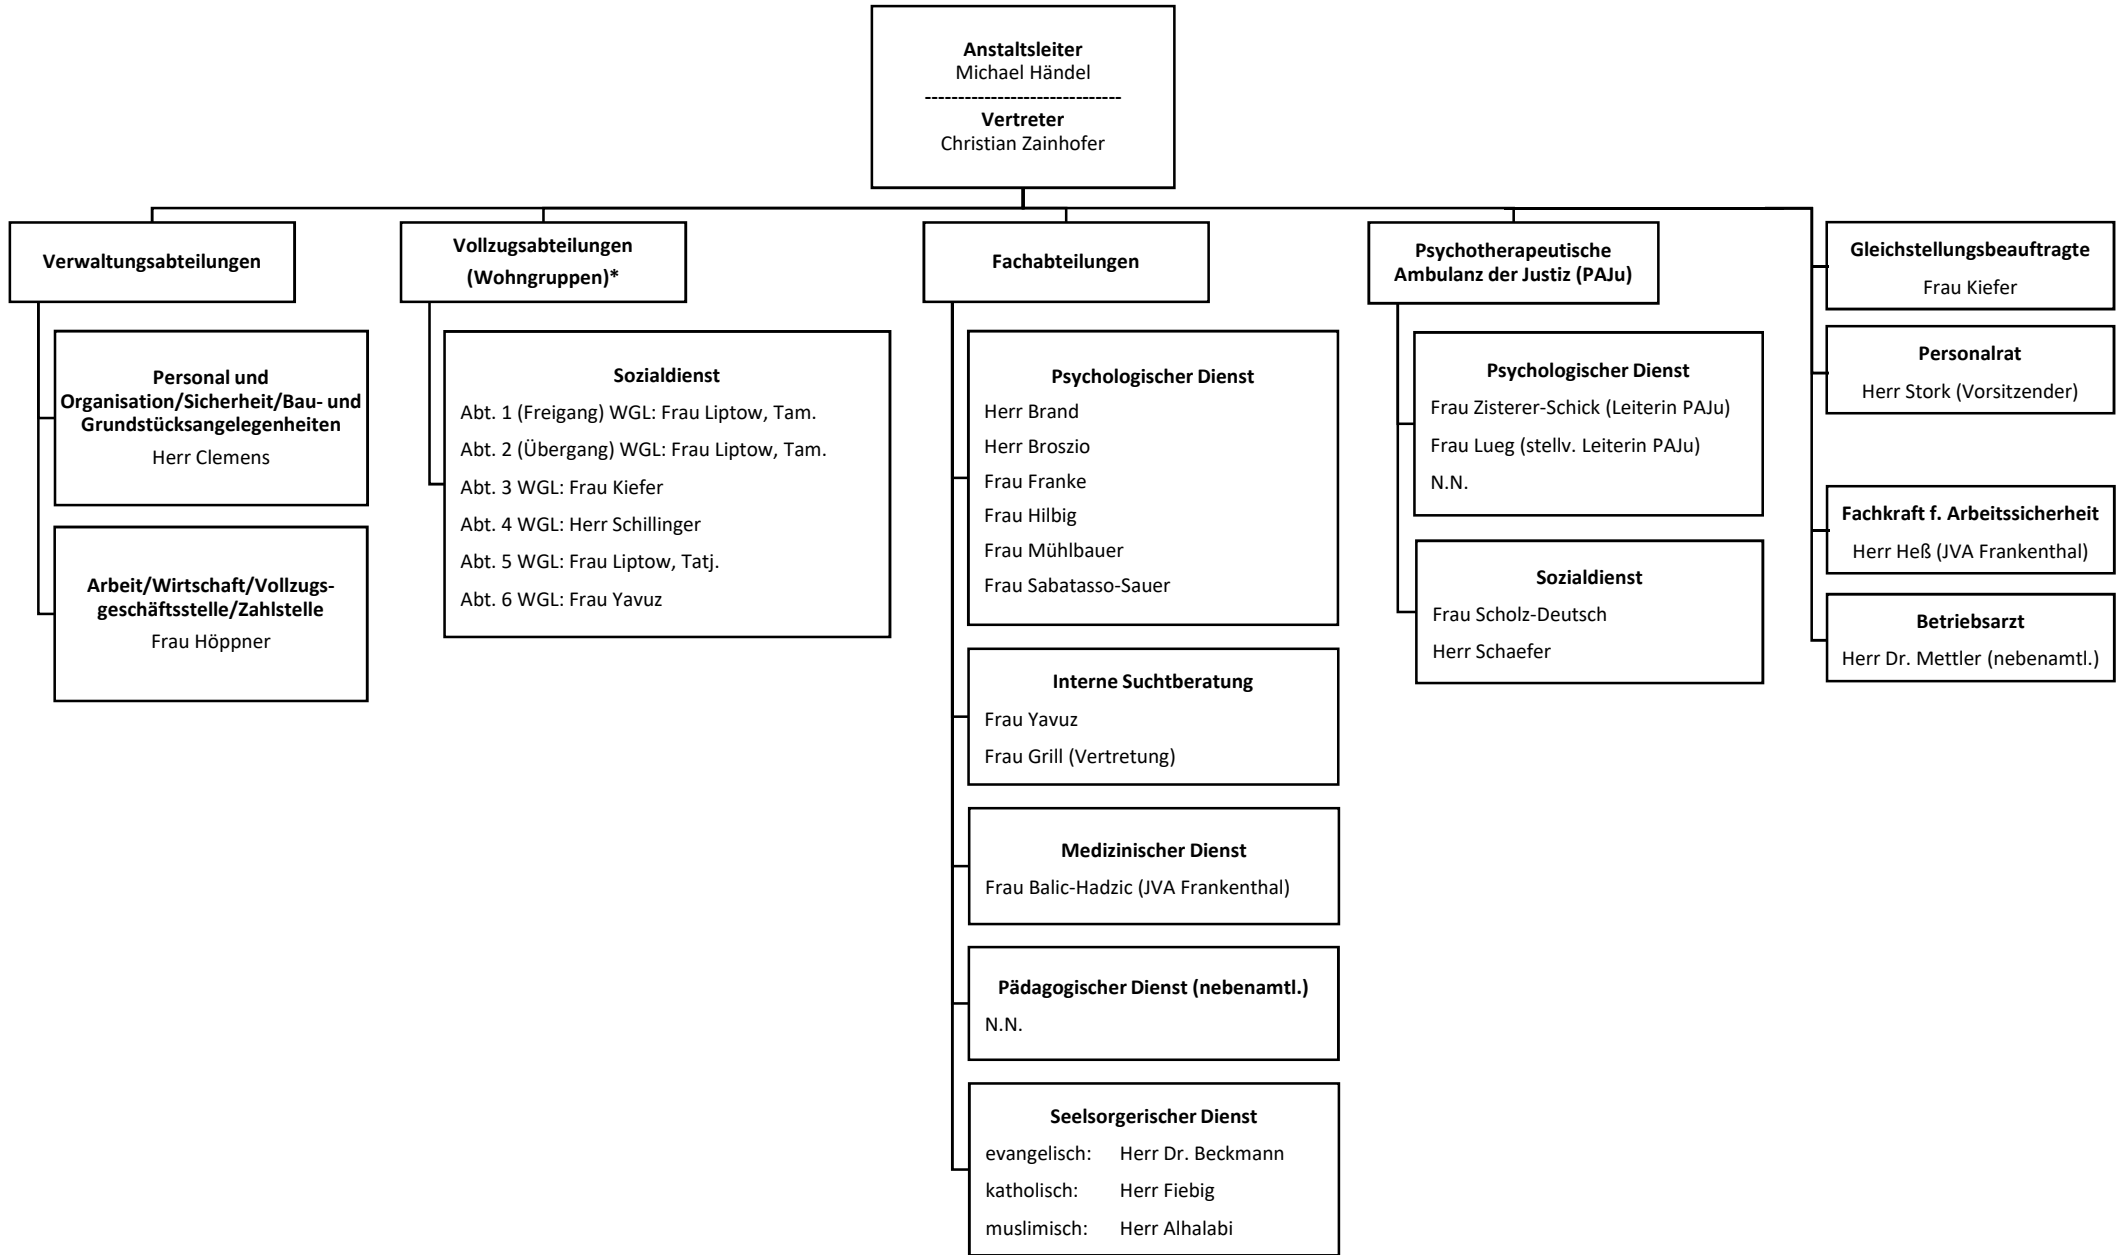 Anstaltsleiter
Michael Händel
------------------------------
Vertreter
Christian Zainhofer
Verwaltungsabteilungen
Personal und
Organisation/Sicherheit/Bau- und
Grundstücksangelegenheiten
Herr Clemens
Arbeit/Wirtschaft/Vollzugs-
geschäftsstelle/Zahlstelle
Frau Höppner
Vollzugsabteilungen
(Wohngruppen)*
Sozialdienst
Abt. 1 (Freigang) WGL: Frau Liptow, Tam.
Abt. 2 (Übergang) WGL: Frau Liptow, Tam.
Abt. 3 WGL: Frau Kiefer
Abt. 4 WGL: Herr Schillinger
Abt. 5 WGL: Frau Liptow, Tatj.
Abt. 6 WGL: Frau Yavuz
Fachabteilungen
Psychologischer Dienst
Herr Brand
Herr Broszio
Frau Franke
Frau Hilbig
Frau Mühlbauer
Frau Sabatasso-Sauer
Interne Suchtberatung
Frau Yavuz
Frau Grill (Vertretung)
Medizinischer Dienst
Frau Balic-Hadzic (JVA Frankenthal)
Pädagogischer Dienst (nebenamtl.)
N.N.
Seelsorgerischer Dienst
evangelisch: Herr Dr. Beckmann
katholisch: Herr Fiebig
muslimisch: Herr Alhalabi
Psychotherapeutische
Ambulanz der Justiz (PAJu)
Psychologischer Dienst
Frau Zisterer-Schick (Leiterin PAJu)
Frau Lueg (stellv. Leiterin PAJu)
N.N.
Sozialdienst
Frau Scholz-Deutsch
Herr Schaefer
Gleichstellungsbeauftragte
Frau Kiefer
Personalrat
Herr Stork (Vorsitzender)
Fachkraft f. Arbeitssicherheit
Herr Heß (JVA Frankenthal)
Betriebsarzt
Herr Dr. Mettler (nebenamtl.)